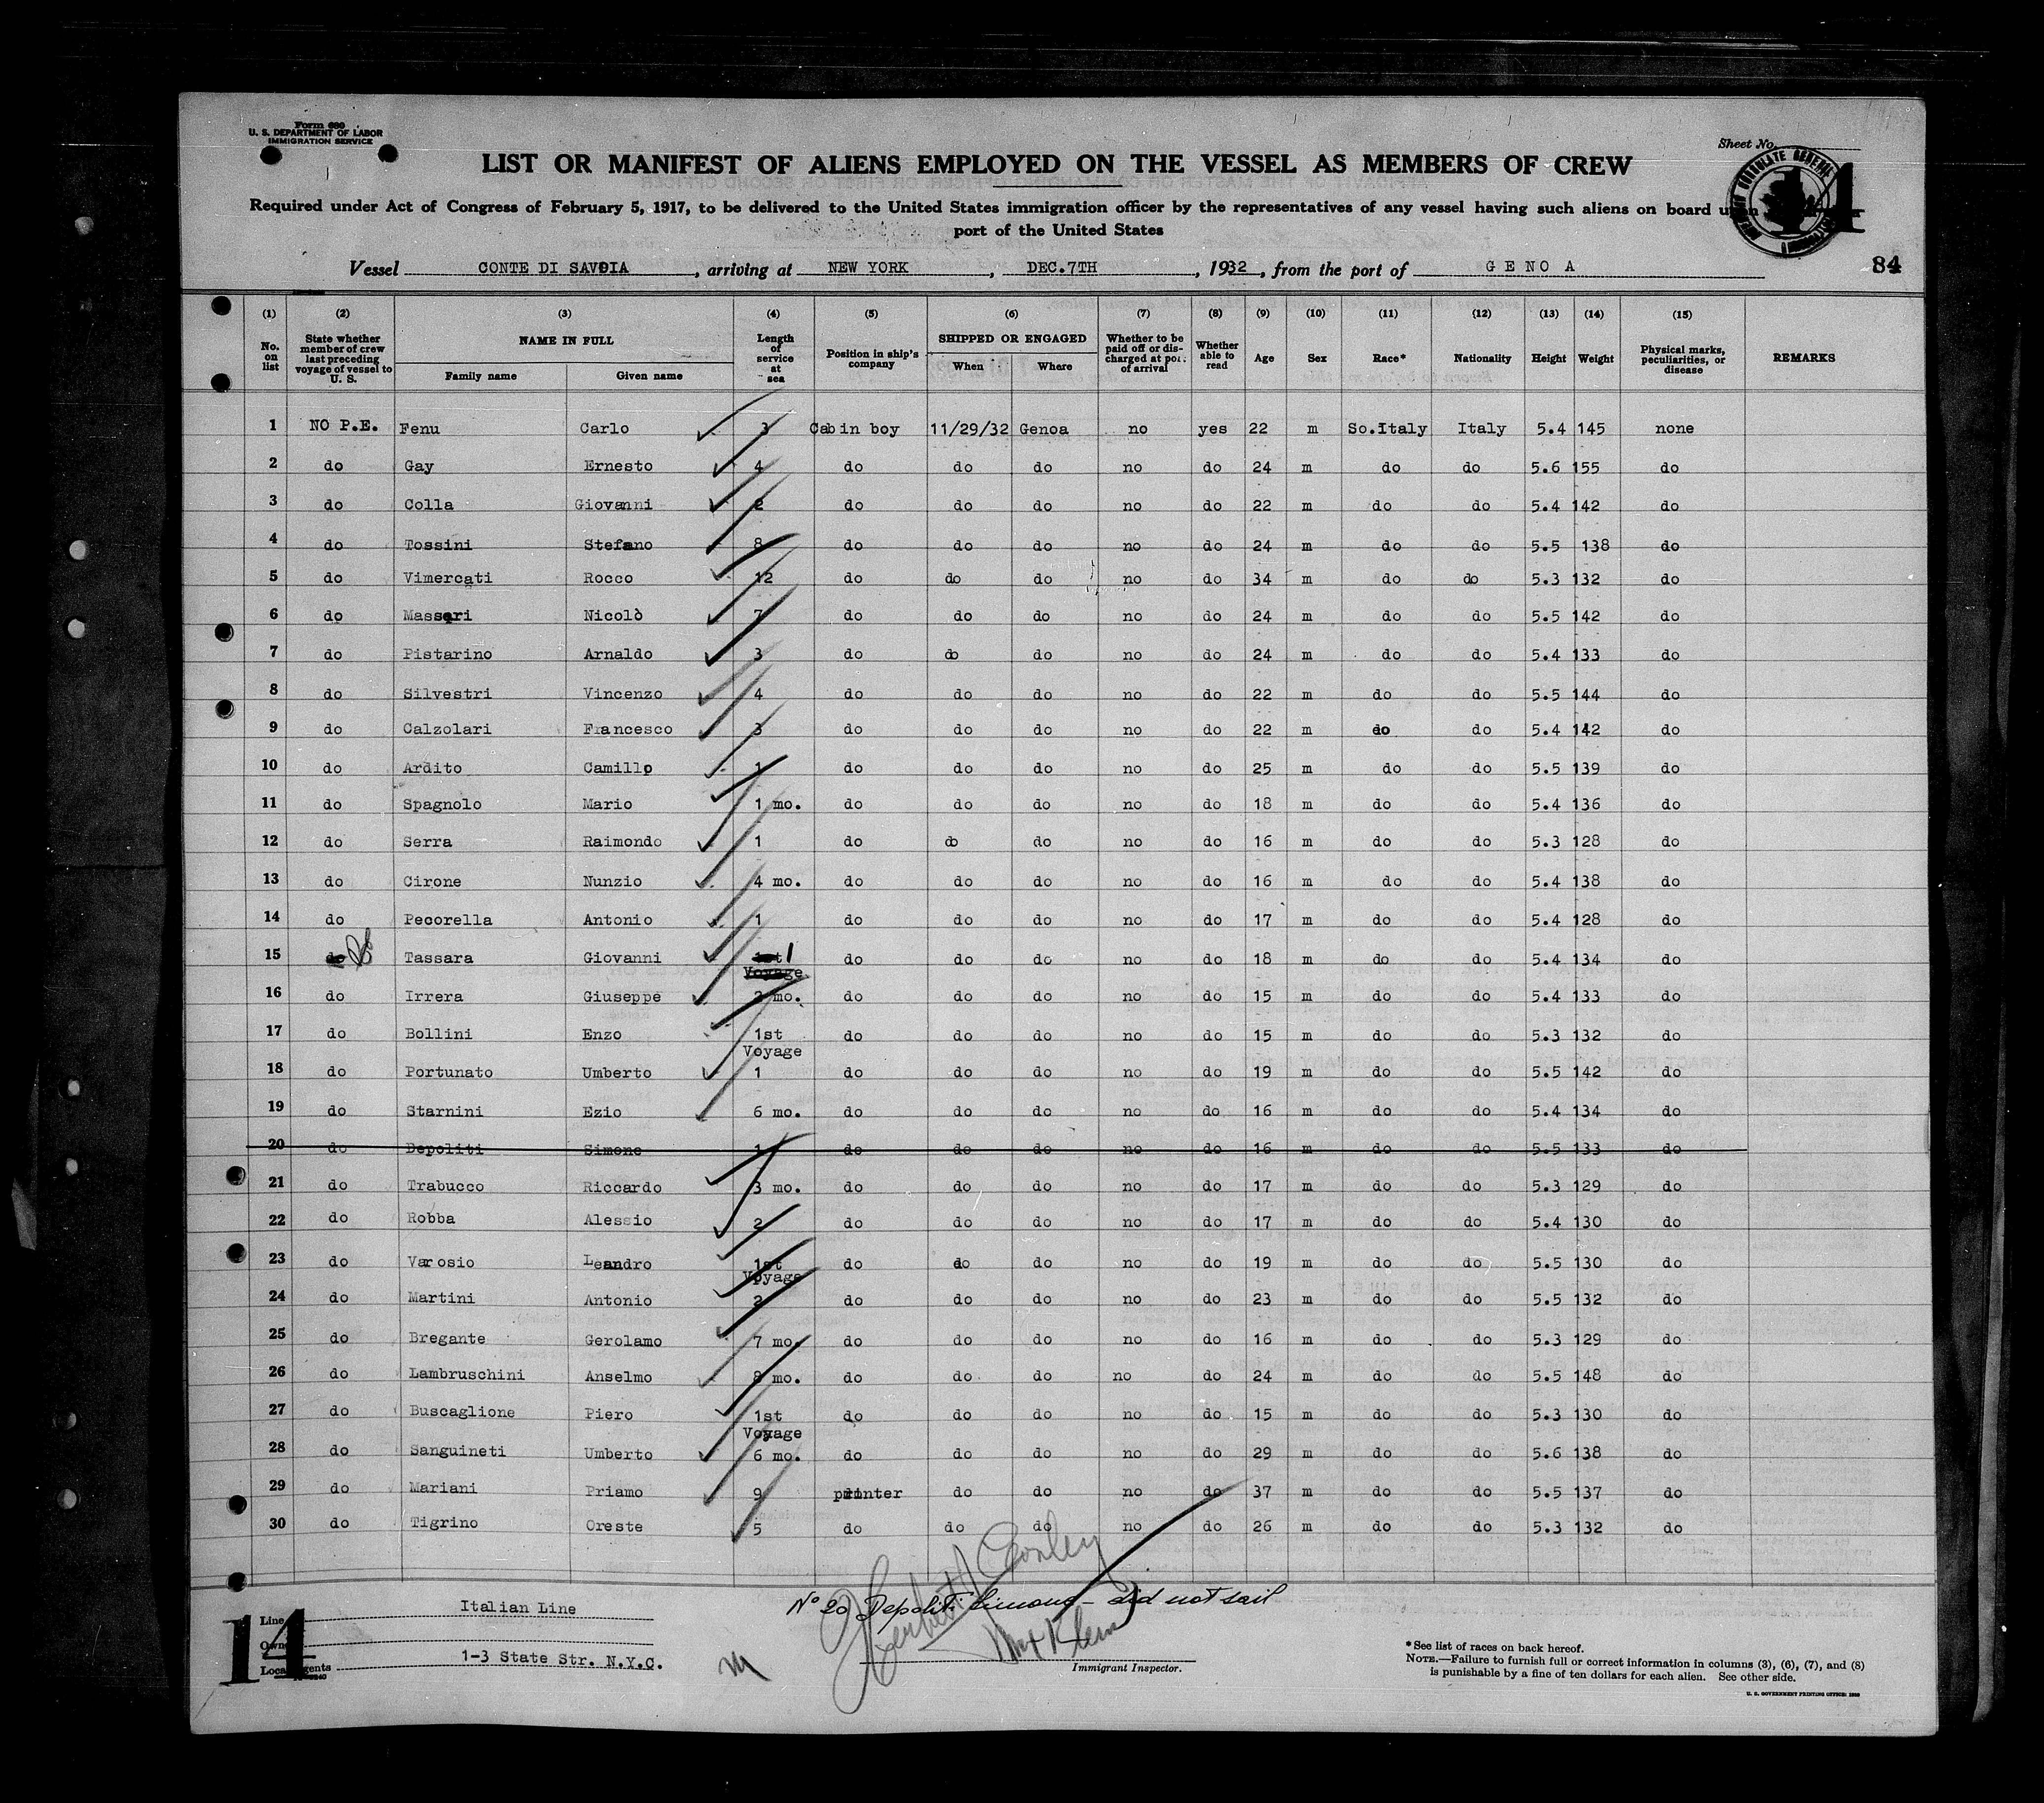 Form 680
U. S. DEPARTMENT OF LABOR
IMMIGRATION SERVICE
Sheet No.
LIST OR MANIFEST OF ALIENS EMPLOYED ON THE VESSEL AS MEMBERS OF CREW
Required under Act of Congress of February 5, 1917, to be delivered to the United States immigration officer by the representatives of any vessel having such aliens on board
port of the United States
Vessel CONTE DI SAVOIA, arriving at NEW YORK, DEC.7TH, 1932, from the port of GENOA
84
(1) (2) (3) (4) (5) (6) (7) (8) (9) (10) (11) (12) (13) (14) (15)
No. on list | State whether member of crew last preceding voyage of vessel to U. S. | NAME IN FULL Family name Given name | Length of service at sea | Position in ship's company | SHIPPED OR ENGAGED When Where | Whether to be paid off or discharged at port of arrival | Whether able to read | Age | Sex | Race* | Nationality | Height | Weight | Physical marks, peculiarities, or disease | REMARKS
1 NO P.E. Fenu Carlo 3 Cabin boy 11/29/32 Genoa no yes 22 m So.Italy Italy 5.4 145 none
2 do Gay Ernesto 4 do do do no do 24 m do do 5.6 155 do
3 do Colla Giovanni 2 do do do no do 22 m do do 5.4 142 do
4 do Tossini Stefano 8 do do do no do 24 m do do 5.5 138 do
5 do Vimercati Rocco 12 do do do no do 34 m do do 5.3 132 do
6 do Massari Nicolò 7 do do do no do 24 m do do 5.5 142 do
7 do Pistarino Arnaldo 3 do do do no do 24 m do do 5.4 133 do
8 do Silvestri Vincenzo 4 do do do no do 22 m do do 5.5 144 do
9 do Calzolari Francesco 3 do do do no do 22 m do do 5.4 142 do
10 do Ardito Camillo 1 do do do no do 25 m do do 5.5 139 do
11 do Spagnolo Mario 1 mo. do do do no do 18 m do do 5.4 136 do
12 do Serra Raimondo 1 do do do no do 16 m do do 5.3 128 do
13 do Cirone Nunzio 4 mo. do do do no do 16 m do do 5.4 138 do
14 do Pecorella Antonio 1 do do do no do 17 m do do 5.4 128 do
15 do Tassara Giovanni 1st 1 Voyage do do do no do 18 m do do 5.4 134 do
16 do Irrera Giuseppe 2 mo. do do do no do 15 m do do 5.4 133 do
17 do Bollini Enzo 1st Voyage do do do no do 15 m do do 5.3 132 do
18 do Portunato Umberto 1 do do do no do 19 m do do 5.5 142 do
19 do Starnini Ezio 6 mo. do do do no do 16 m do do 5.4 134 do
20 do Depoliti Simone 1 do do do no do 16 m do do 5.5 133 do
21 do Trabucco Riccardo 3 mo. do do do no do 17 m do do 5.3 129 do
22 do Robba Alessio 2 do do do no do 17 m do do 5.4 130 do
23 do Varosio Leandro 1st Voyage do do do no do 19 m do do 5.5 130 do
24 do Martini Antonio 2 do do do no do 23 m do do 5.5 132 do
25 do Bregante Gerolamo 7 mo. do do do no do 16 m do do 5.3 129 do
26 do Lambruschini Anselmo 8 mo. do do do no do 24 m do do 5.5 148 do
27 do Buscaglione Piero 1st Voyage do do do no do 15 m do do 5.3 130 do
28 do Sanguineti Umberto 6 mo. do do do no do 29 m do do 5.6 138 do
29 do Mariani Priamo 9 printer do do no do 37 m do do 5.5 137 do
30 do Tigrino Oreste 5 do do do no do 26 m do do 5.3 132 do
Nº 20 Depoliti Simone - did not sail
14
Line Italian Line
Owners
Local Agents 1-3 State Str. N.Y.C.
Immigrant Inspector.
* See list of races on back hereof.
NOTE.—Failure to furnish full or correct information in columns (3), (6), (7), and (8)
is punishable by a fine of ten dollars for each alien. See other side.
U. S. GOVERNMENT PRINTING OFFICE: